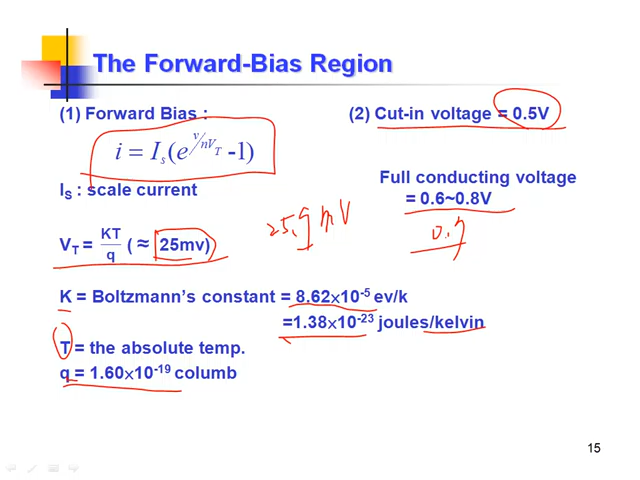 The Forward-Bias Region
(1) Forward Bias :
(2) Cut-in voltage = 0.5V
i = Is(e^v/nVT -1)
Full conducting voltage
= 0.6~0.8V
IS : scale current
25.9 mV
0.7
VT = KT/q ( ≈ 25mv)
K = Boltzmann's constant = 8.62×10-5 ev/k
=1.38×10-23 joules/kelvin
T = the absolute temp.
q = 1.60×10-19 columb
15